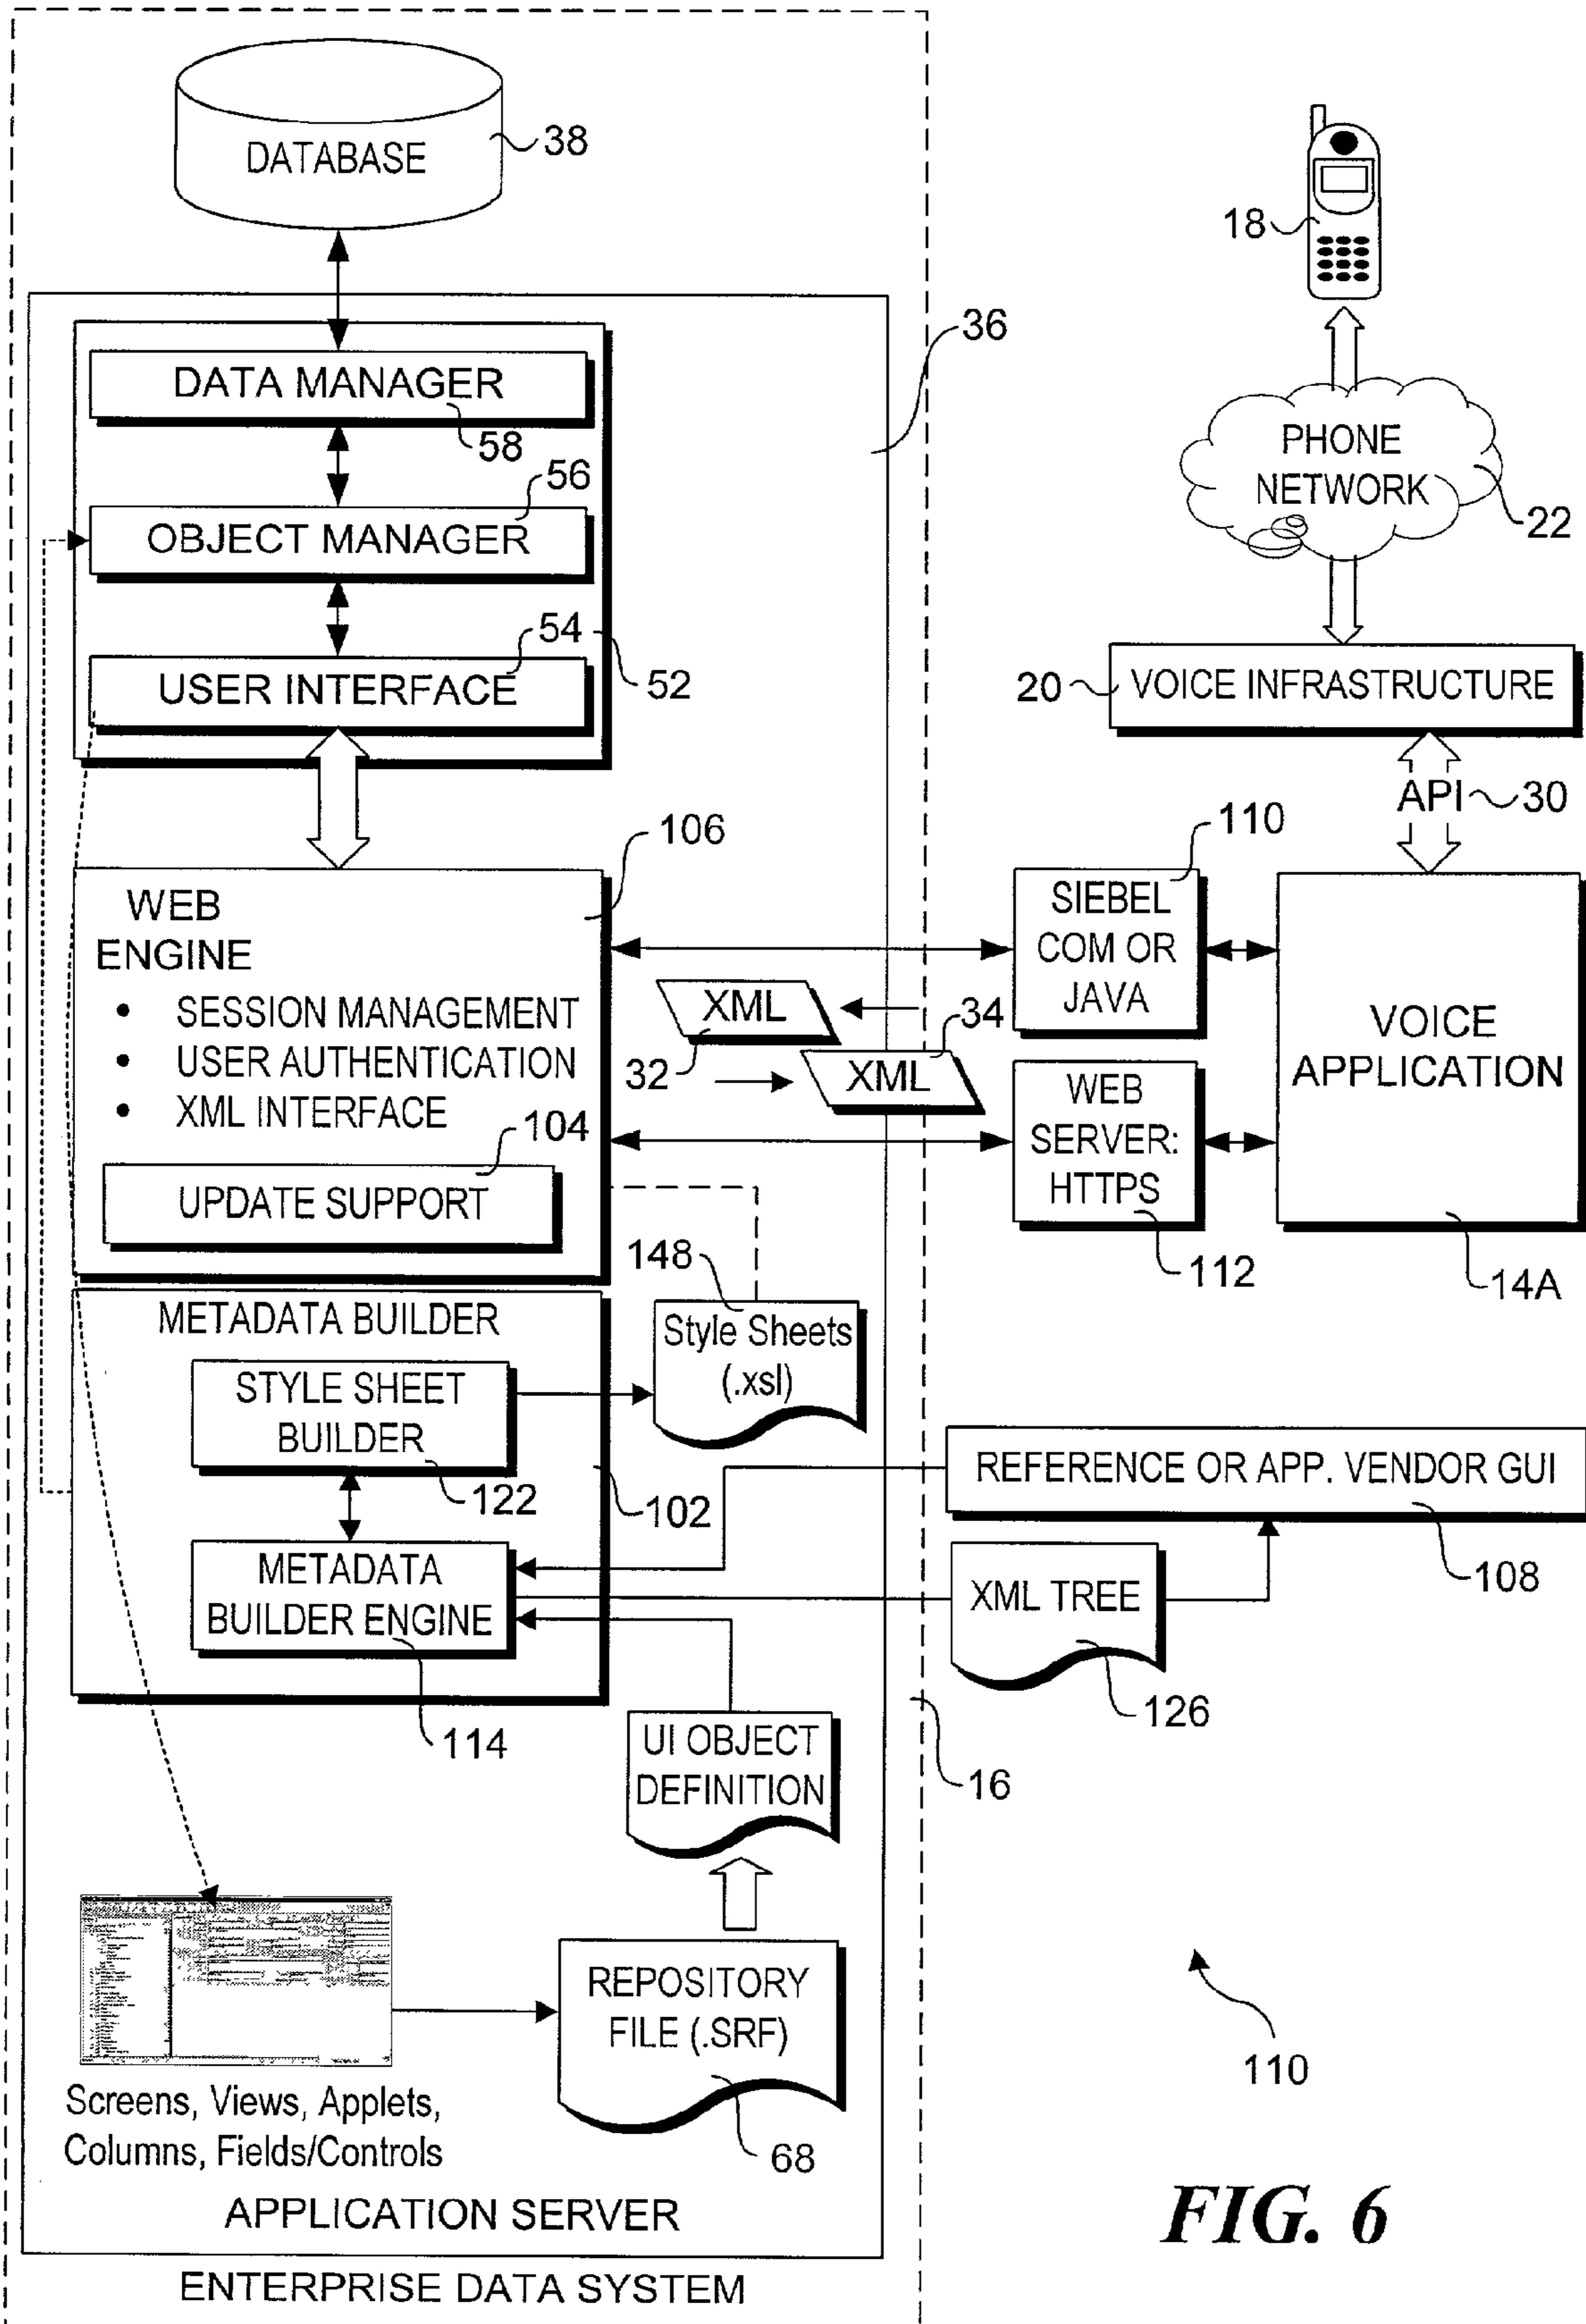 DATABASE
38
18
36
DATA MANAGER
58
PHONE
NETWORK
22
56
OBJECT MANAGER
54
USER INTERFACE
52
20
VOICE INFRASTRUCTURE
API
30
106
WEB
ENGINE
• SESSION MANAGEMENT
• USER AUTHENTICATION
• XML INTERFACE
104
UPDATE SUPPORT
110
SIEBEL
COM OR
JAVA
XML
32
34
XML
WEB
SERVER:
HTTPS
112
VOICE
APPLICATION
14A
148
Style Sheets
(.xsl)
METADATA BUILDER
STYLE SHEET
BUILDER
122
102
REFERENCE OR APP. VENDOR GUI
108
METADATA
BUILDER ENGINE
114
XML TREE
126
UI OBJECT
DEFINITION
16
REPOSITORY
FILE (.SRF)
68
Screens, Views, Applets,
Columns, Fields/Controls
110
APPLICATION SERVER
ENTERPRISE DATA SYSTEM
FIG. 6